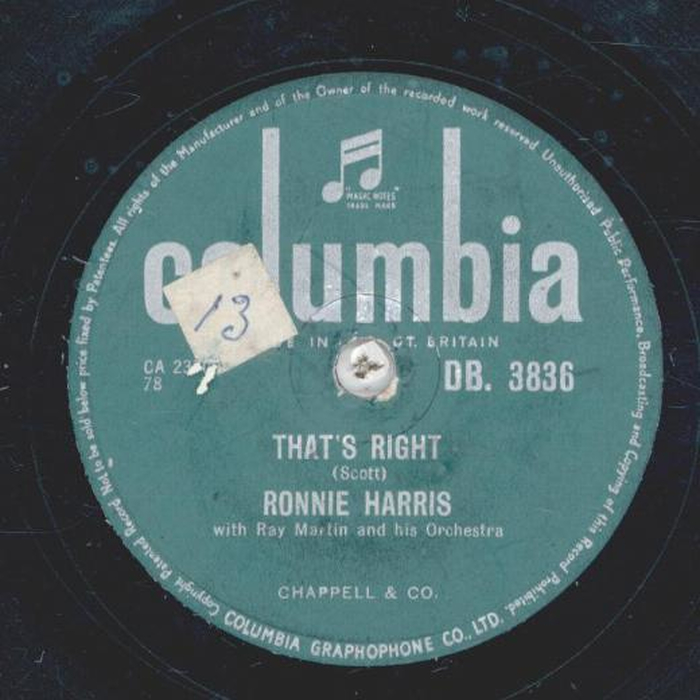 Copyright Patented Record Not to be sold below price fixed by Patentees. All rights of the Manufacturer and of the Owner of the recorded work reserved Unauthorised Public Performance, Broadcasting and Copying of this Record Prohibited.
"MAGIC NOTES"
TRADE MARK
columbia
13
IN GT. BRITAIN
CA
DB. 3836
78
THAT'S RIGHT
(Scott)
RONNIE HARRIS
with Ray Martin and his Orchestra
CHAPPELL & CO.
COLUMBIA GRAPHOPHONE CO., LTD.